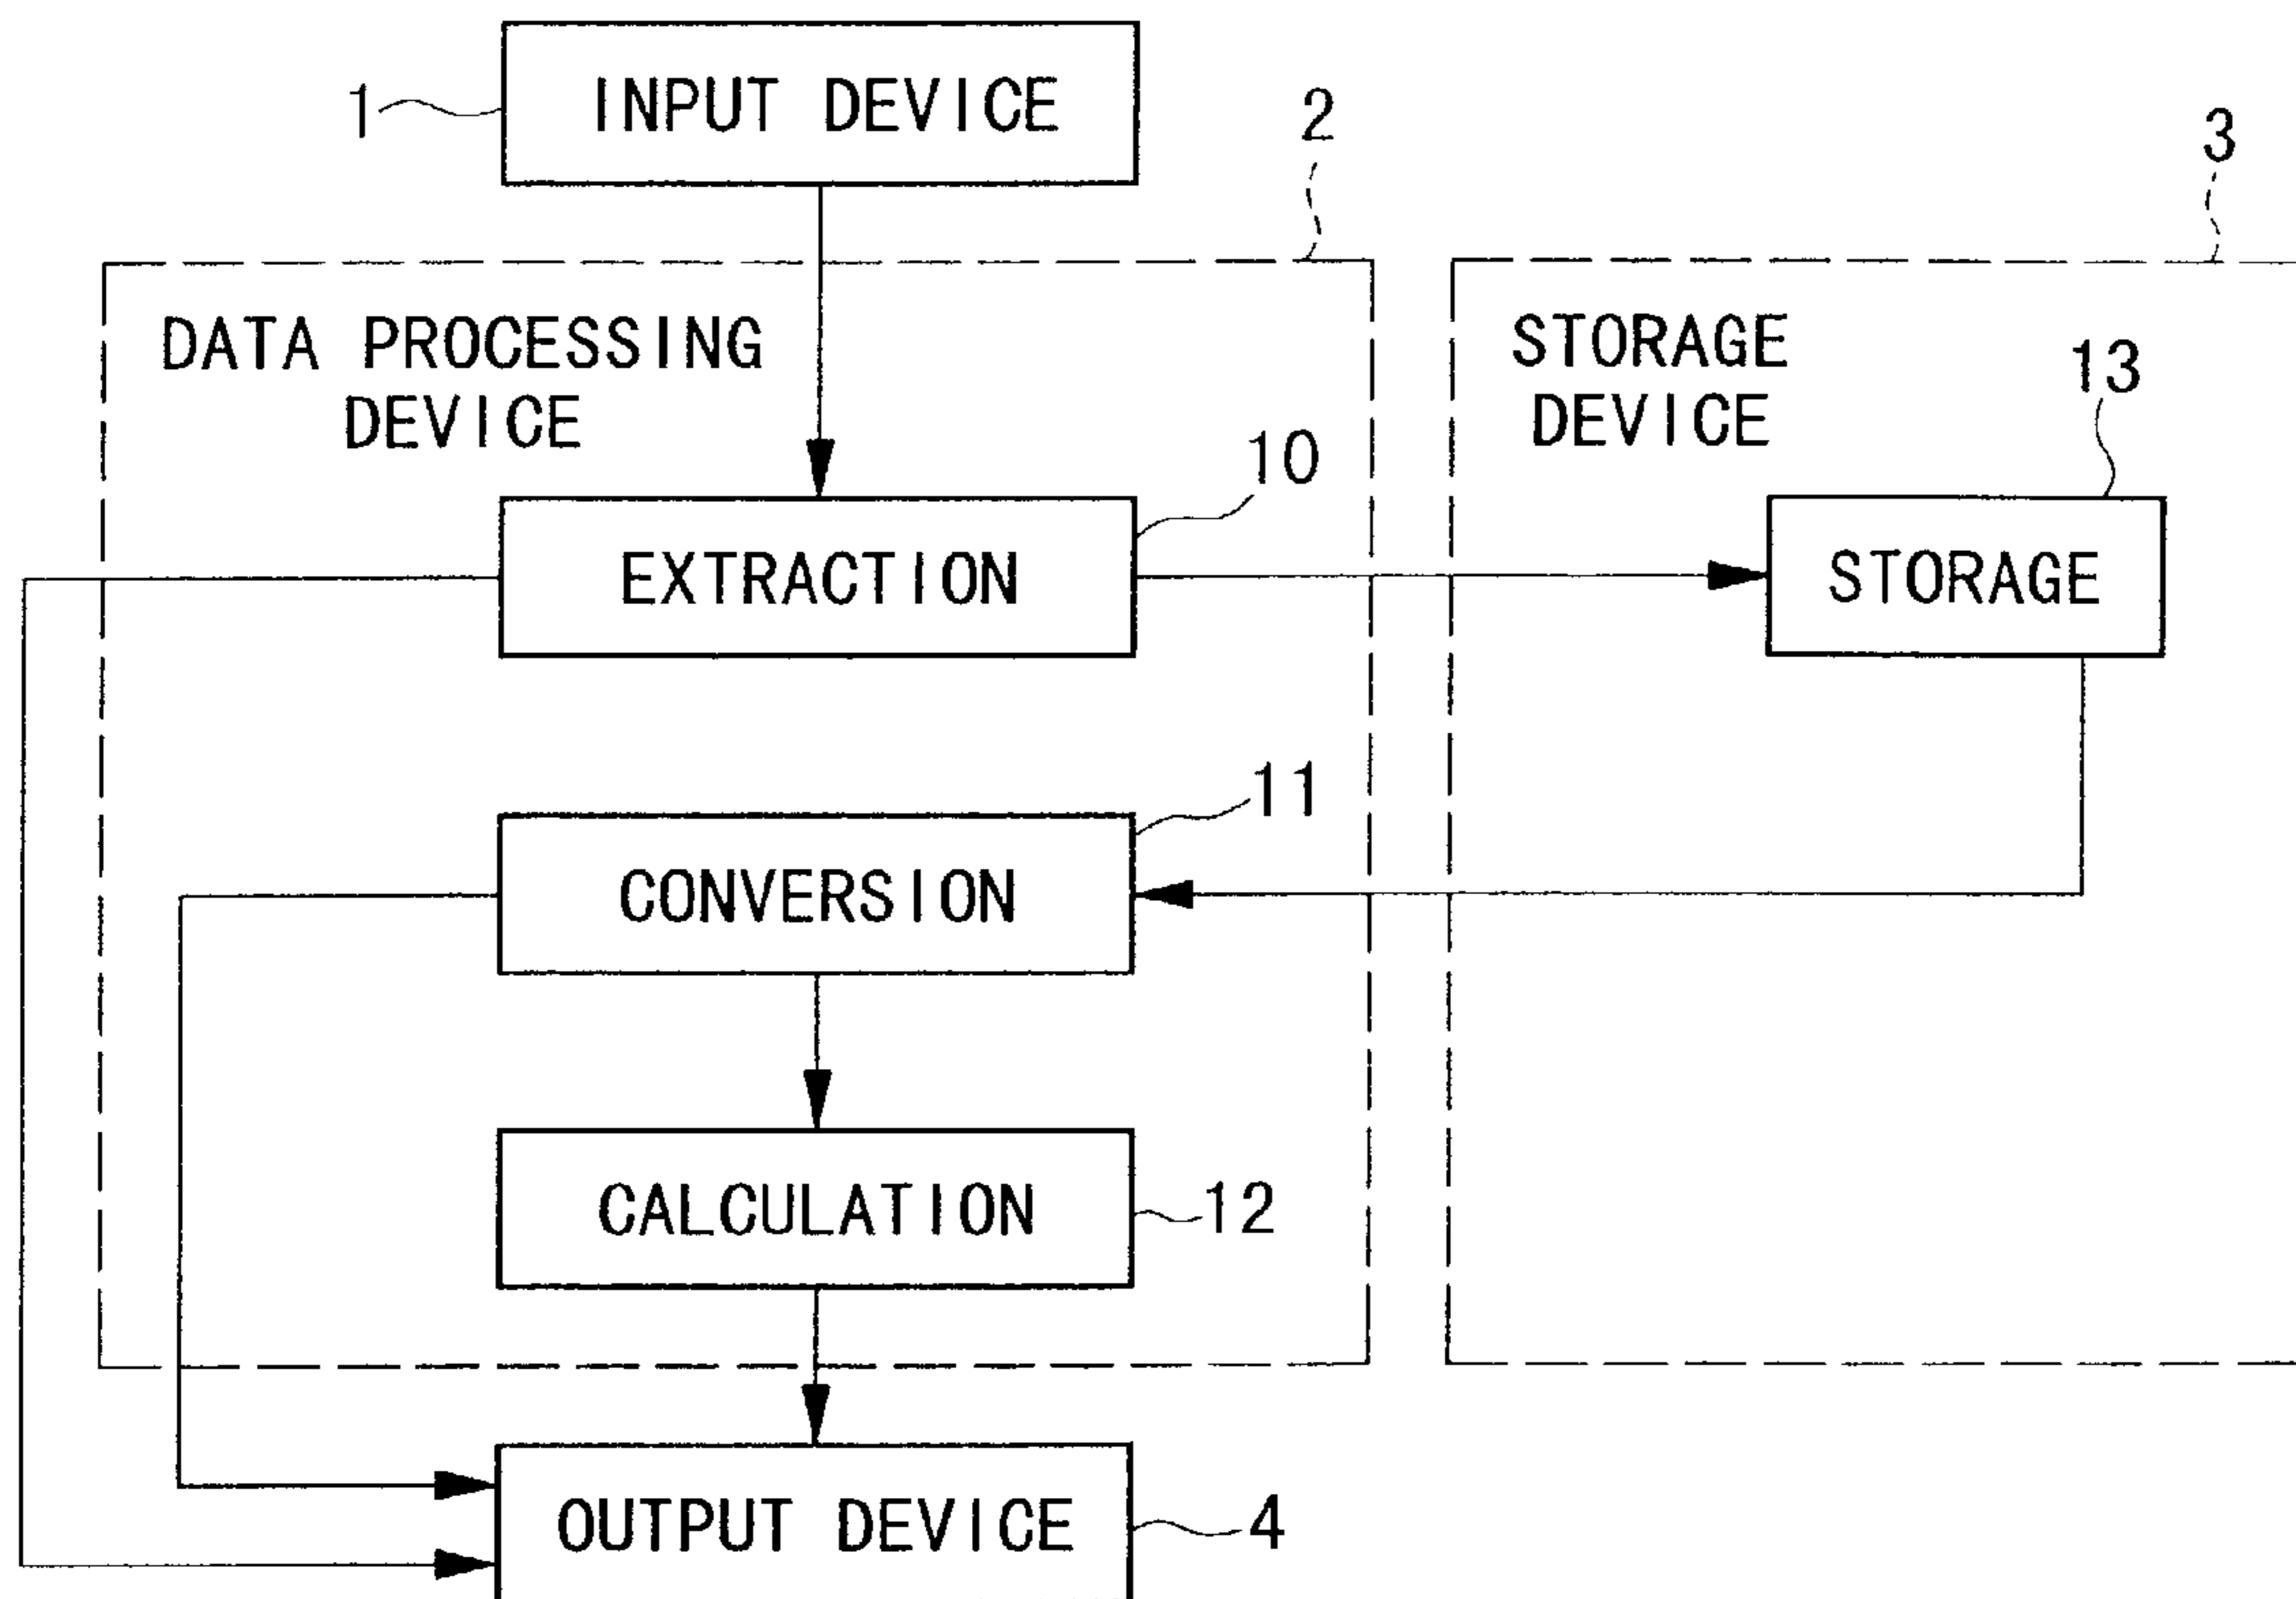 1
INPUT DEVICE
2
3
DATA PROCESSING
DEVICE
STORAGE
DEVICE
13
10
EXTRACTION
STORAGE
11
CONVERSION
CALCULATION
12
OUTPUT DEVICE
4